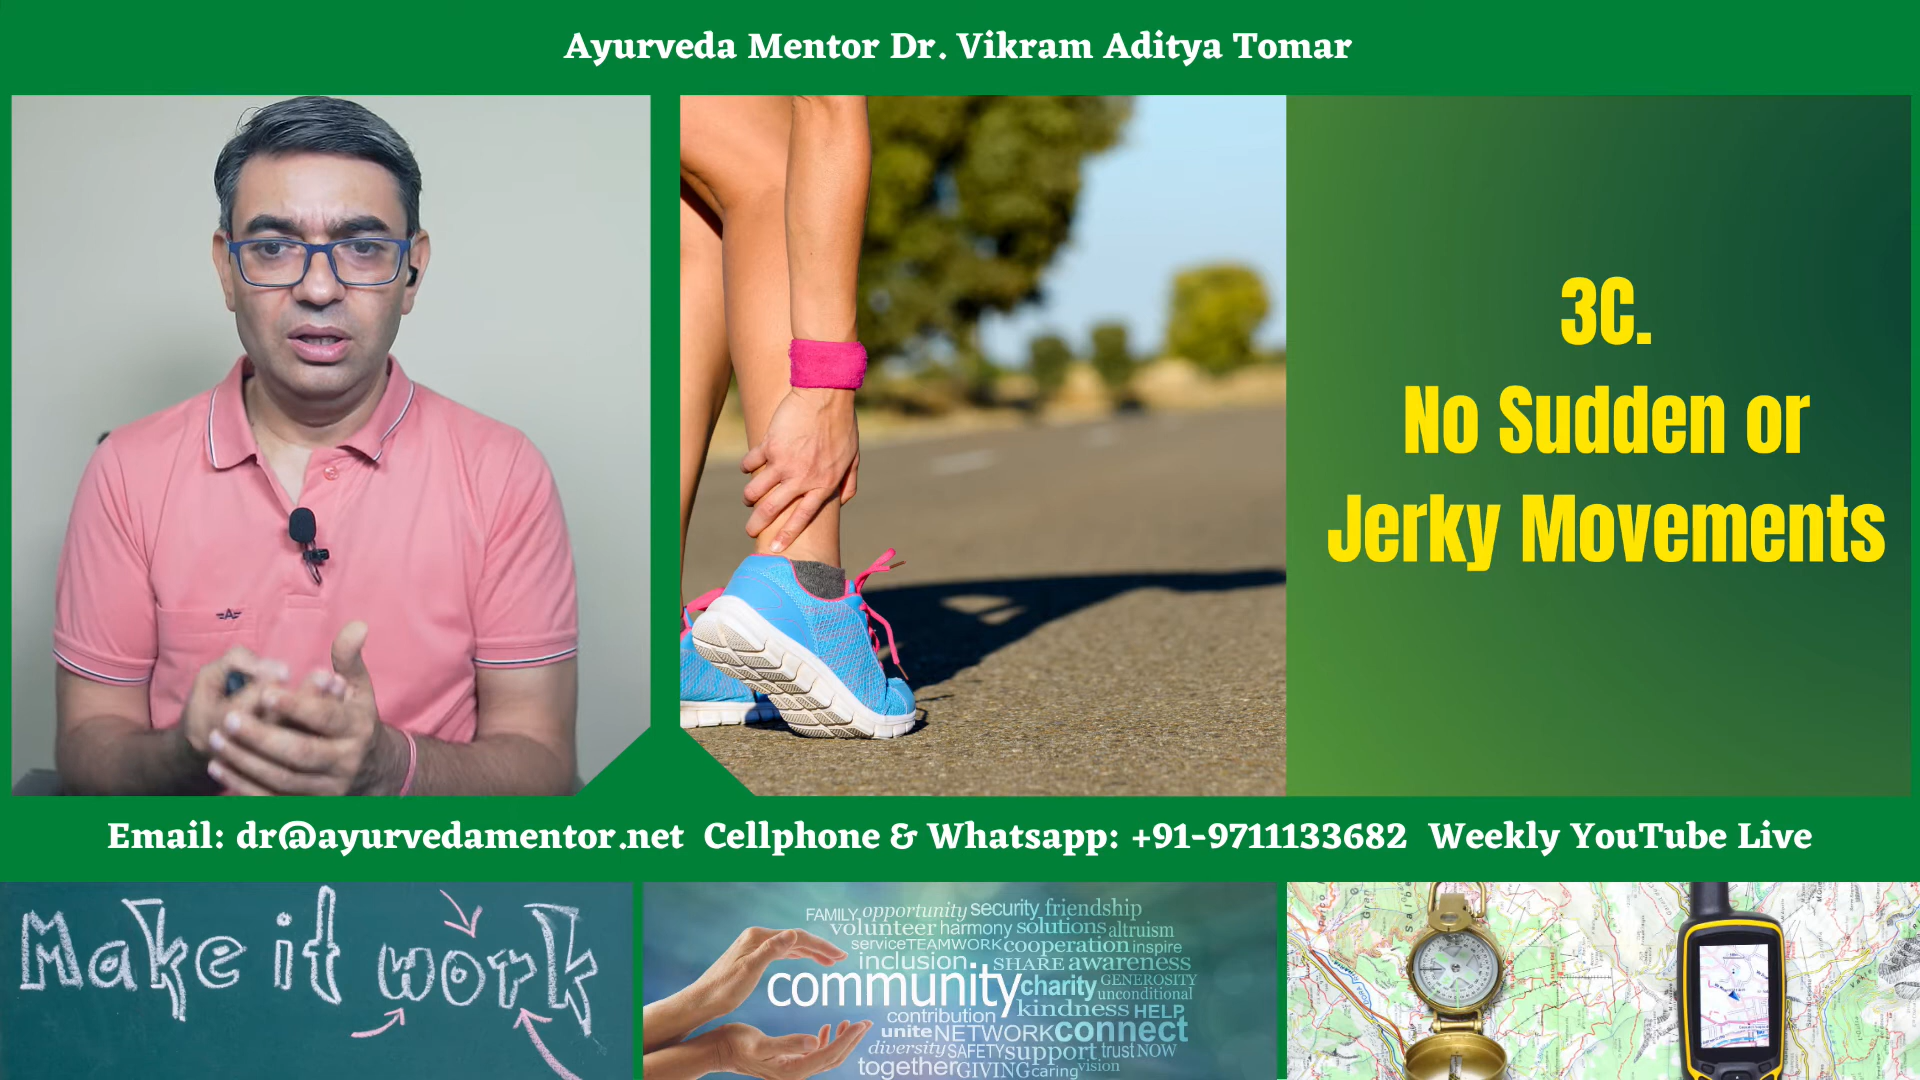 Ayurveda Mentor Dr. Vikram Aditya Tomar
3C.
No Sudden or
Jerky Movements
Email: dr@ayurvedamentor.net Cellphone & Whatsapp: +91-9711133682 Weekly YouTube Live
Make it work
FAMILY opportunity security friendship
volunteer harmony solutions altruism
service TEAMWORK cooperation inspire
inclusion SHARE awareness
community charity GENEROSITY
unconditional
contribution kindness HELP
unite NETWORK connect
diversity SAFETY support trust NOW
together GIVING caring vision